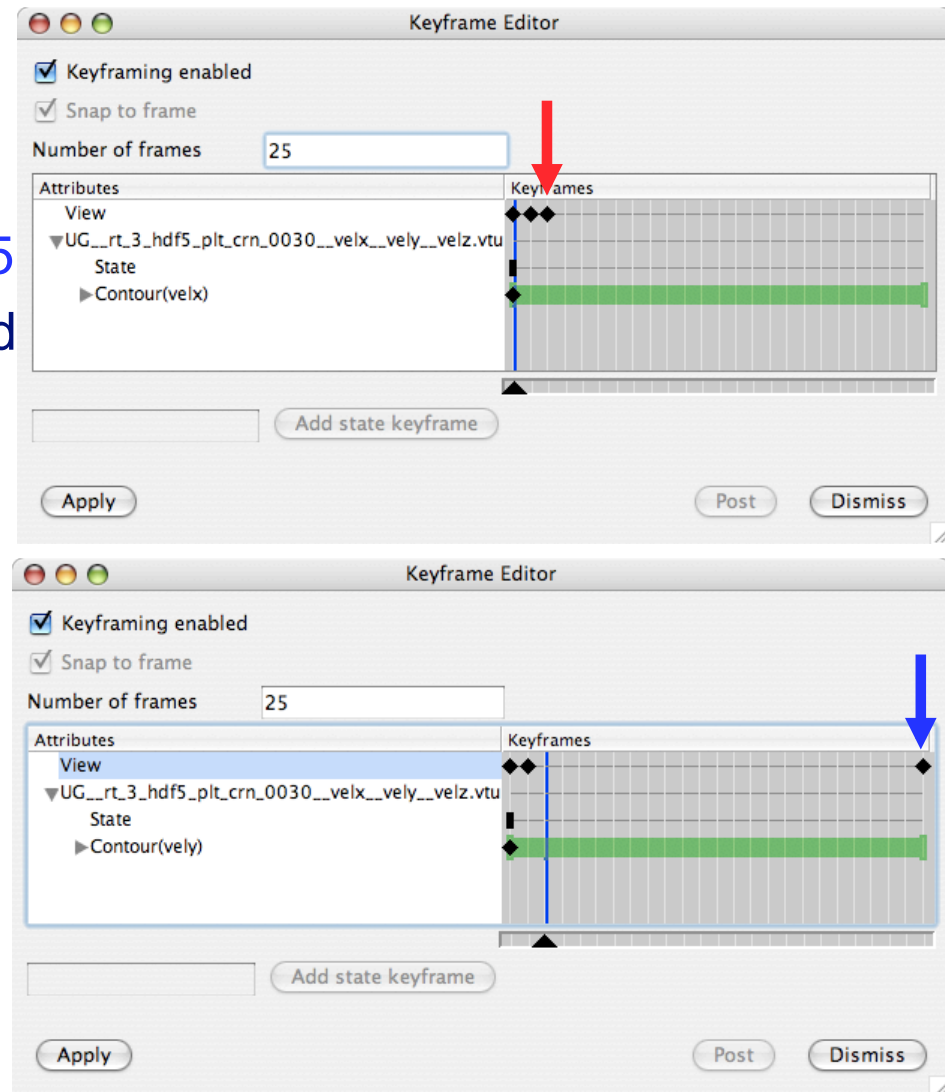 Keyframe Editor
Keyframing enabled
Snap to frame
Number of frames 25
Attributes Keyframes
View
5 UG__rt_3_hdf5_plt_crn_0030__velx__vely__velz.vtu
State
d Contour(velx)
Add state keyframe
Apply Post Dismiss
Keyframe Editor
Keyframing enabled
Snap to frame
Number of frames 25
Attributes Keyframes
View
UG__rt_3_hdf5_plt_crn_0030__velx__vely__velz.vtu
State
Contour(vely)
Add state keyframe
Apply Post Dismiss